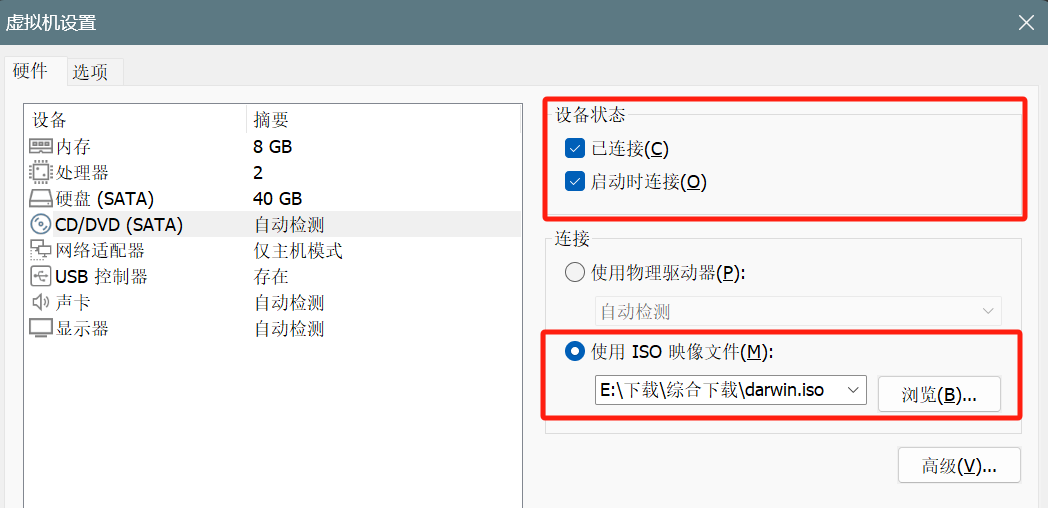 虚拟机设置
硬件 选项
设备 摘要
内存 8 GB
处理器 2
硬盘 (SATA) 40 GB
CD/DVD (SATA) 自动检测
网络适配器 仅主机模式
USB 控制器 存在
声卡 自动检测
显示器 自动检测
设备状态
已连接(C)
启动时连接(O)
连接
使用物理驱动器(P):
自动检测
使用 ISO 映像文件(M):
E:\下载\综合下载\darwin.iso
浏览(B)...
高级(V)...